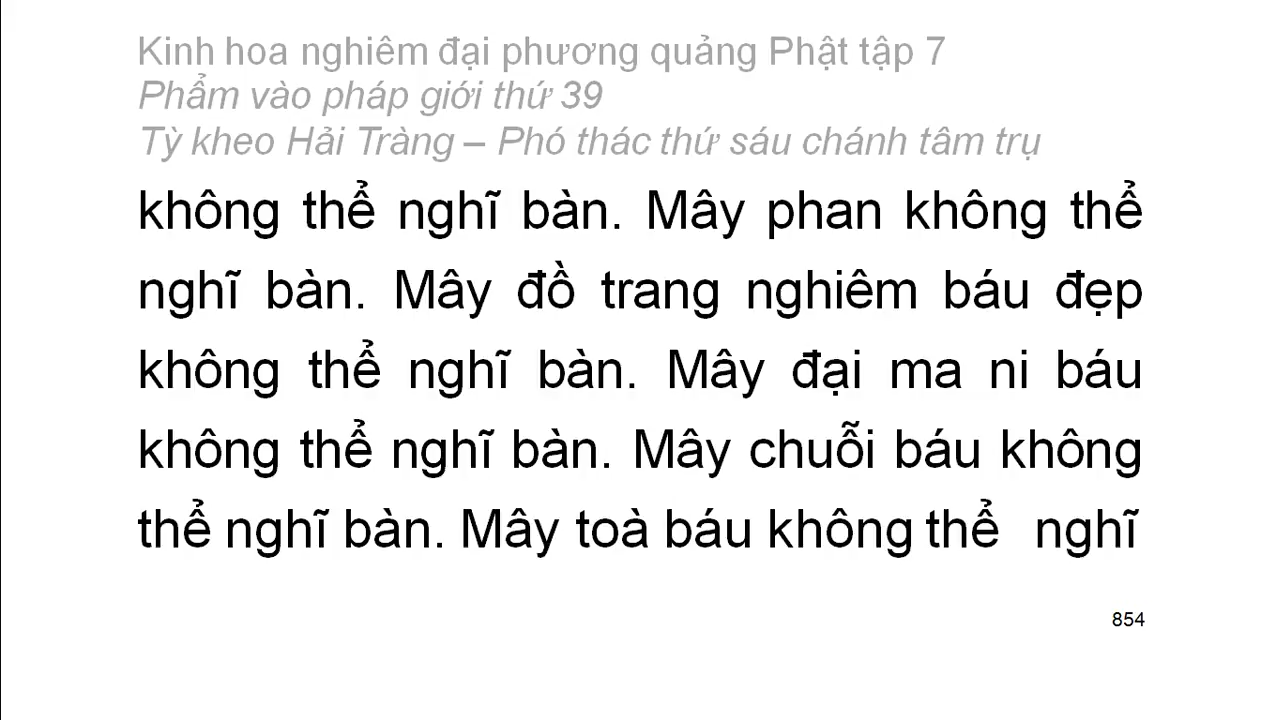 Kinh hoa nghiêm đại phương quảng Phật tập 7
Phẩm vào pháp giới thứ 39
Tỳ kheo Hải Tràng – Phó thác thứ sáu chánh tâm trụ
không thể nghĩ bàn. Mây phan không thể
nghĩ bàn. Mây đồ trang nghiêm báu đẹp
không thể nghĩ bàn. Mây đại ma ni báu
không thể nghĩ bàn. Mây chuỗi báu không
thể nghĩ bàn. Mây toà báu không thể nghĩ
854